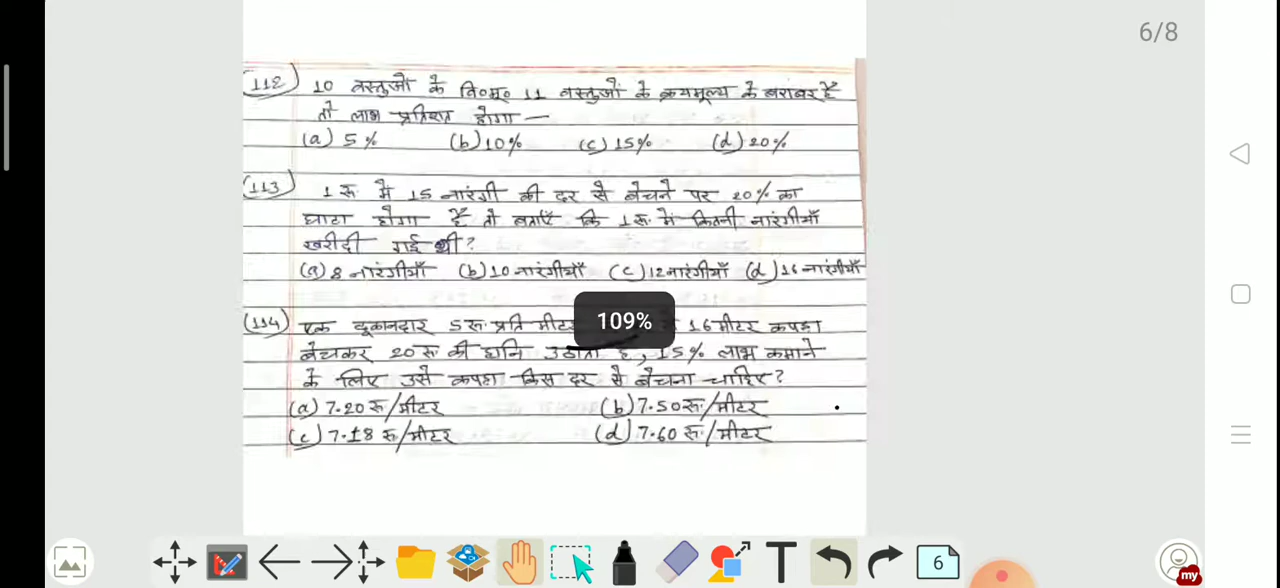 6/8
(112) 10 वस्तुओं के वि०मू० 11 वस्तुओं के क्रयमूल्य के बराबर है
तो लाभ प्रतिशत होगा —
(a) 5% (b) 10% (c) 15% (d) 20%
(113) 1 रू में 15 नारंगी की दर से बेचने पर 20% का
घाटा होगा है तो बताएँ कि 1रू. में कितनी नारंगीयाँ
खरीदी गई थी?
(a) 8 नारंगीयाँ (b) 10 नारंगीयाँ (c) 12 नारंगीयाँ (d) 16 नारंगीयाँ
(114) एक दूकानदार 5 रू. प्रति मीटर 16 मीटर कपड़ा
109%
बेचकर 20 रू की हानि उठाता है, 15% लाभ कमाने
के लिए उसे कपड़ा किस दर से बेचना चाहिए?
(a) 7.20 रू/मीटर (b) 7.50 रू./मीटर
(c) 7.18 रू/मीटर (d) 7.60 रू./मीटर
T
6
my